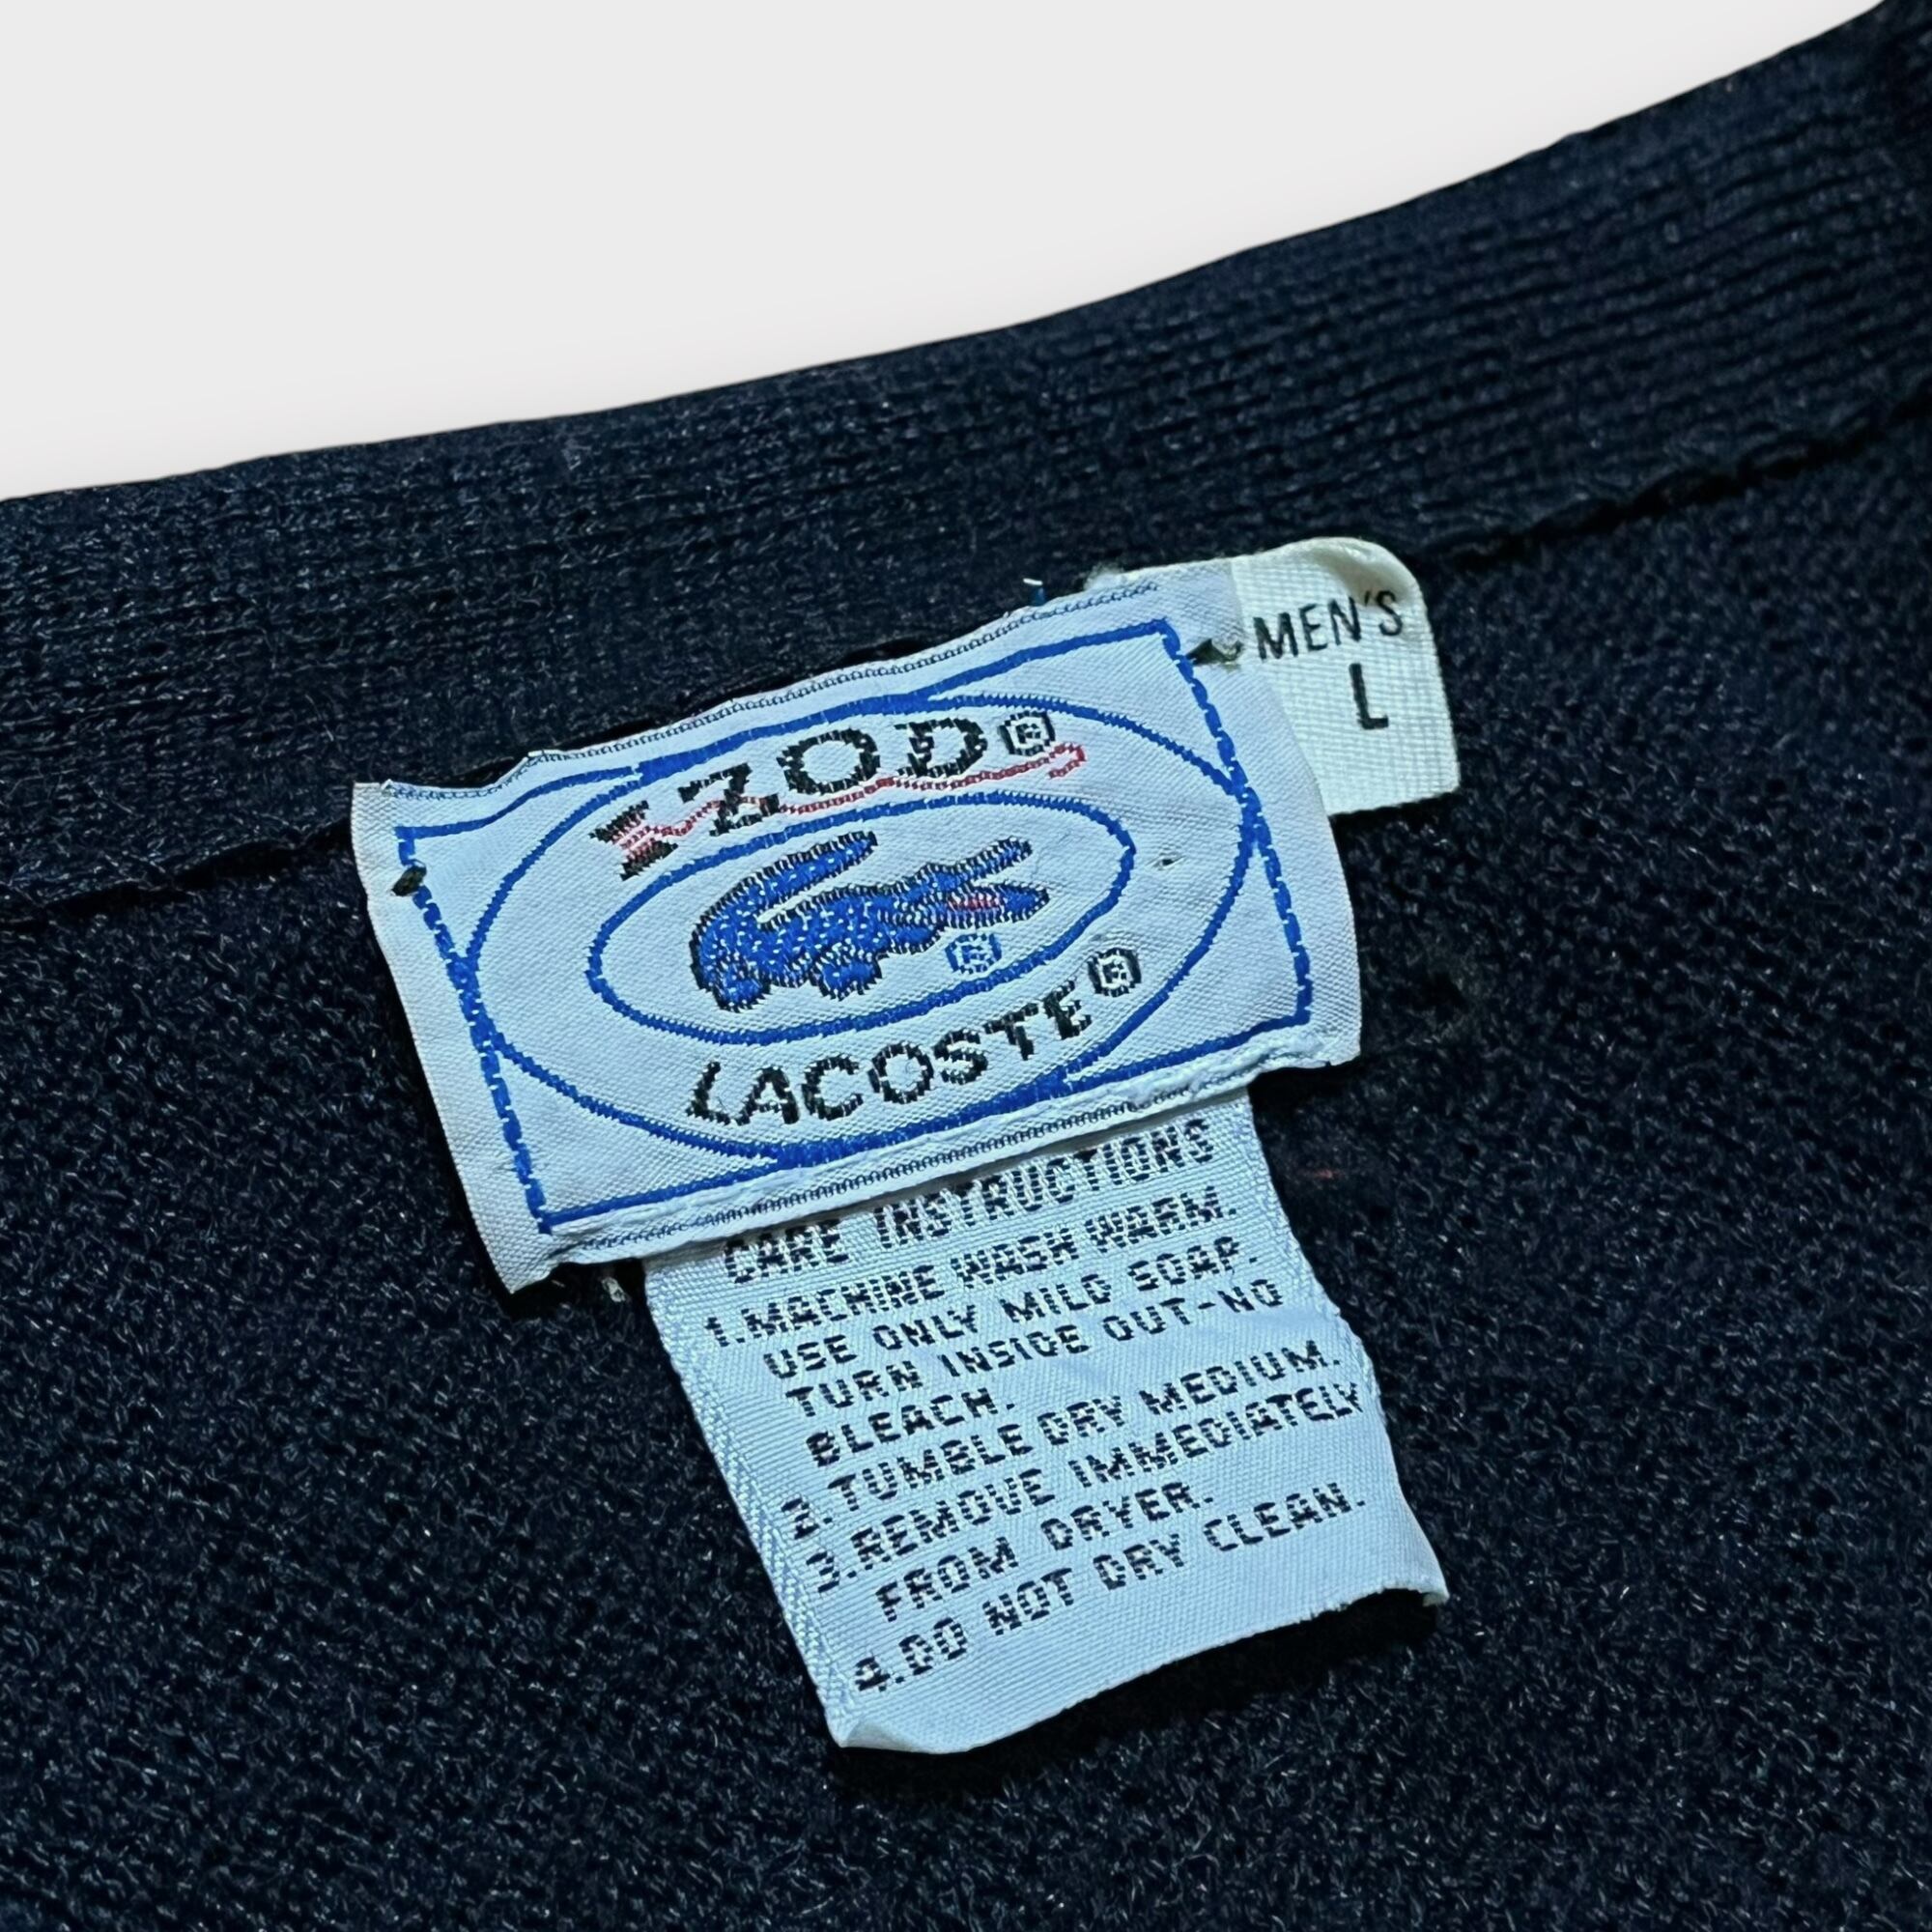 MEN'S
L
IZOD®
®
LACOSTE®
CARE INSTRUCTIONS
1.MACHINE WASH WARM.
USE ONLY MILD SOAP.
TURN INSIDE OUT-NO
BLEACH.
2.TUMBLE DRY MEDIUM.
3.REMOVE IMMEDIATELY
FROM DRYER.
4.DO NOT DRY CLEAN.